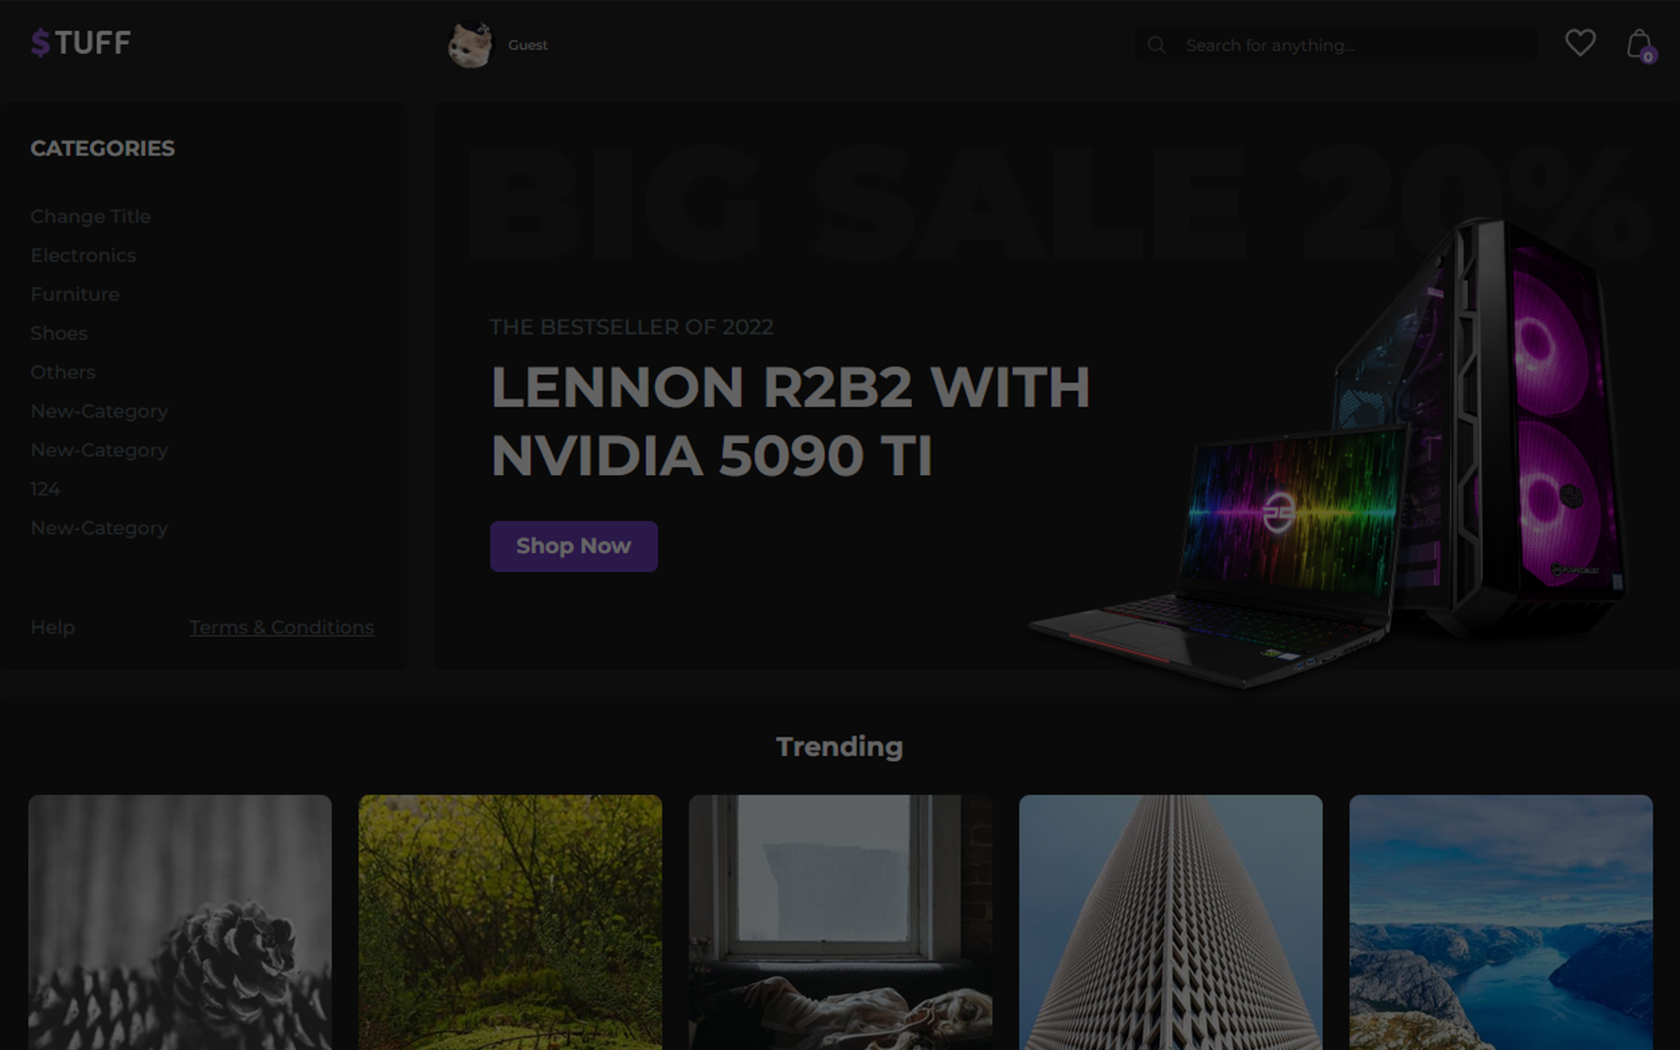 $TUFF
Guest
Search for anything...
0
CATEGORIES
Change Title
Electronics
Furniture
Shoes
Others
New-Category
New-Category
124
New-Category
Help
Terms & Conditions
BIG SALE 20%
THE BESTSELLER OF 2022
LENNON R2B2 WITH
NVIDIA 5090 TI
Shop Now
Trending